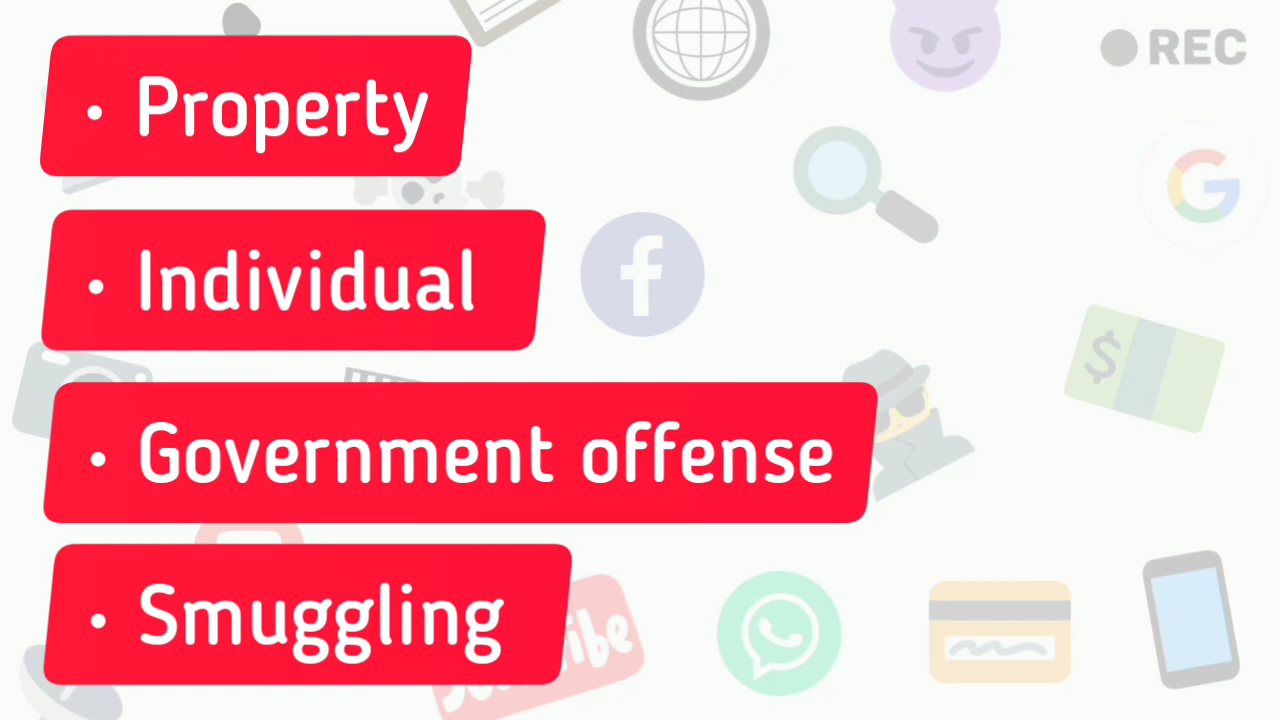 REC
• Property
• Individual
• Government offense
• Smuggling